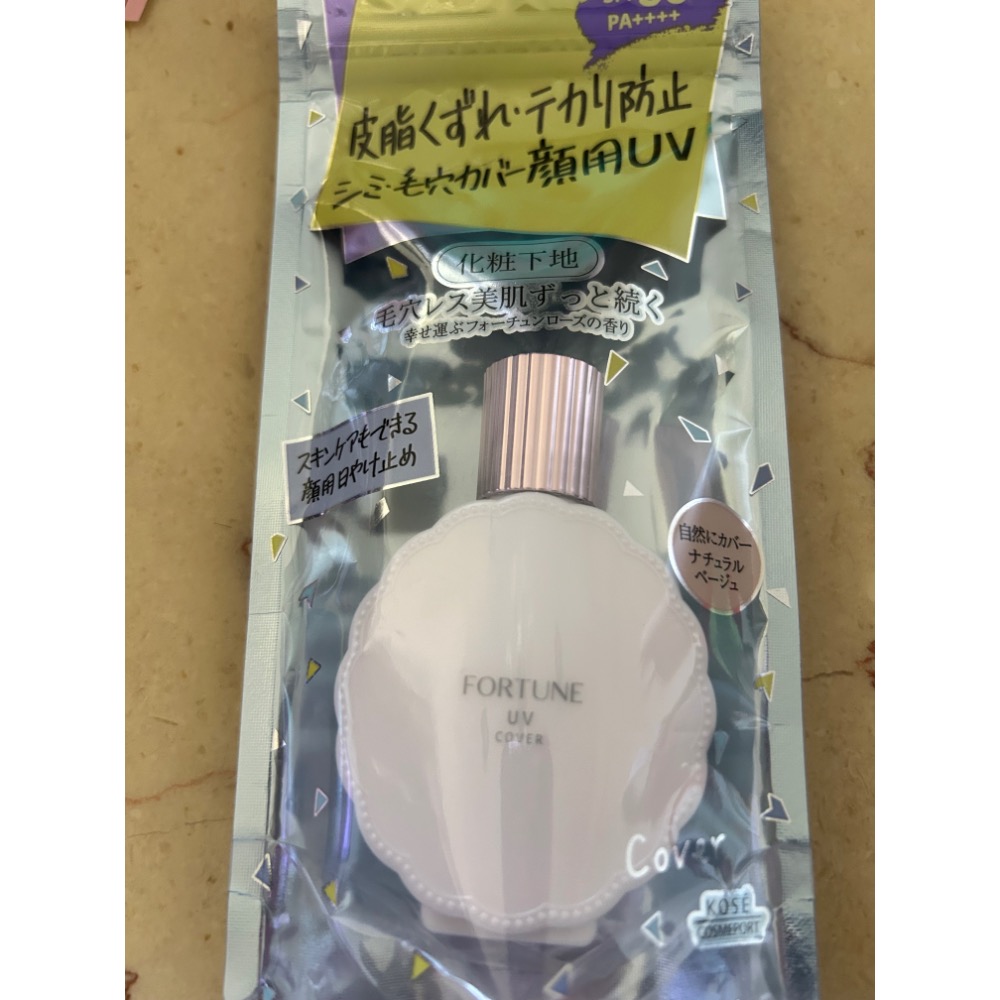 PA++++
皮脂くずれ・テカリ防止
シミ・毛穴カバー顔用UV
化粧下地
毛穴レス美肌ずっと続く
幸せ運ぶフォーチュンローズの香り
スキンケアもできる
顔用日やけ止め
自然にカバー
ナチュラル
ベージュ
FORTUNE
UV
COVER
Cover
KOSÉ
COSMEPORT